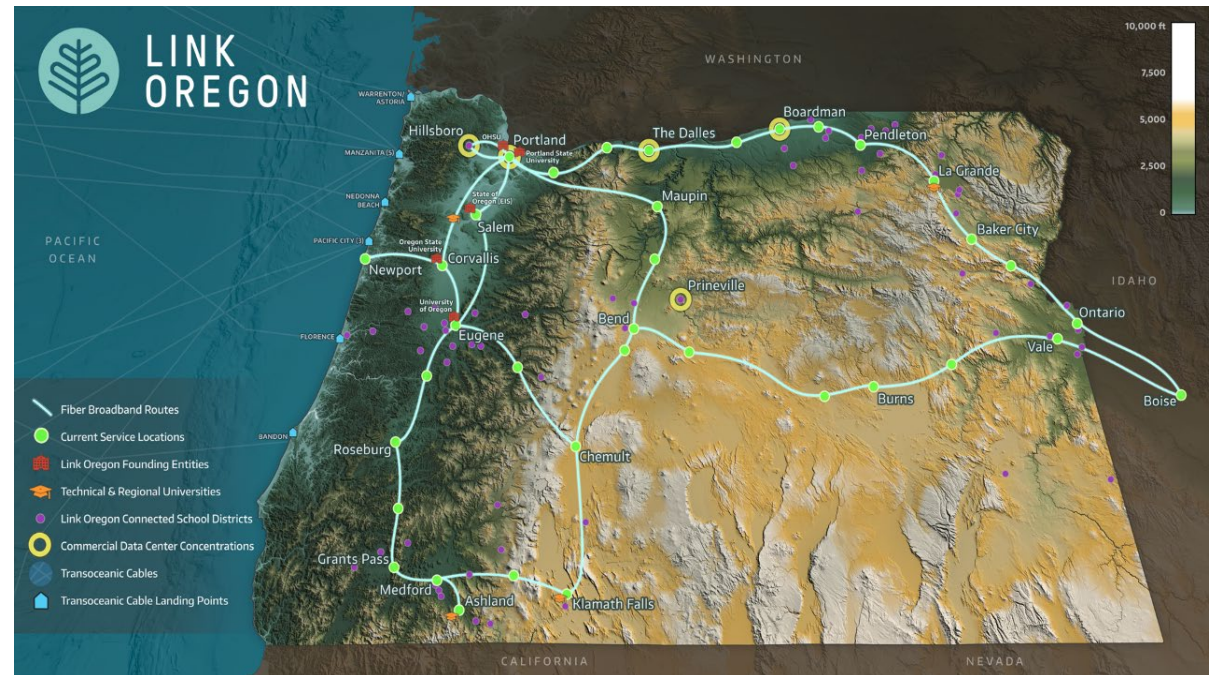 LINK
OREGON
WASHINGTON
10,000 ft
7,500
5,000
2,500
0
WARRENTON/
ASTORIA
MANZANITA (5)
NEDONNA
BEACH
PACIFIC CITY (3)
FLORENCE
BANDON
PACIFIC
OCEAN
IDAHO
Hillsboro
OHSU
Portland
Portland State
University
The Dalles
Boardman
Pendleton
La Grande
Baker City
Maupin
State of
Oregon (EIS)
Salem
Oregon State
University
Corvallis
Newport
University
of Oregon
Eugene
Prineville
Bend
Ontario
Vale
Burns
Boise
Roseburg
Chemult
Grants Pass
Medford
Ashland
Klamath Falls
Fiber Broadband Routes
Current Service Locations
Link Oregon Founding Entities
Technical & Regional Universities
Link Oregon Connected School Districts
Commercial Data Center Concentrations
Transoceanic Cables
Transoceanic Cable Landing Points
CALIFORNIA
NEVADA